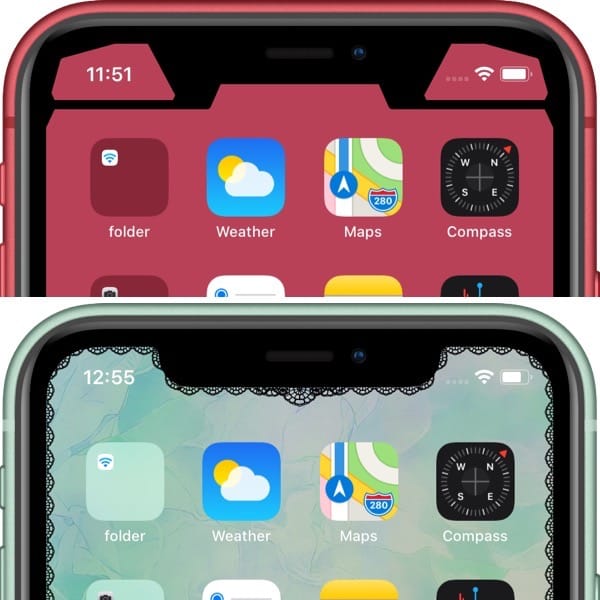 11:51
280
N
W
S
E
folder
Weather
Maps
Compass
12:55
280
N
W
S
E
folder
Weather
Maps
Compass